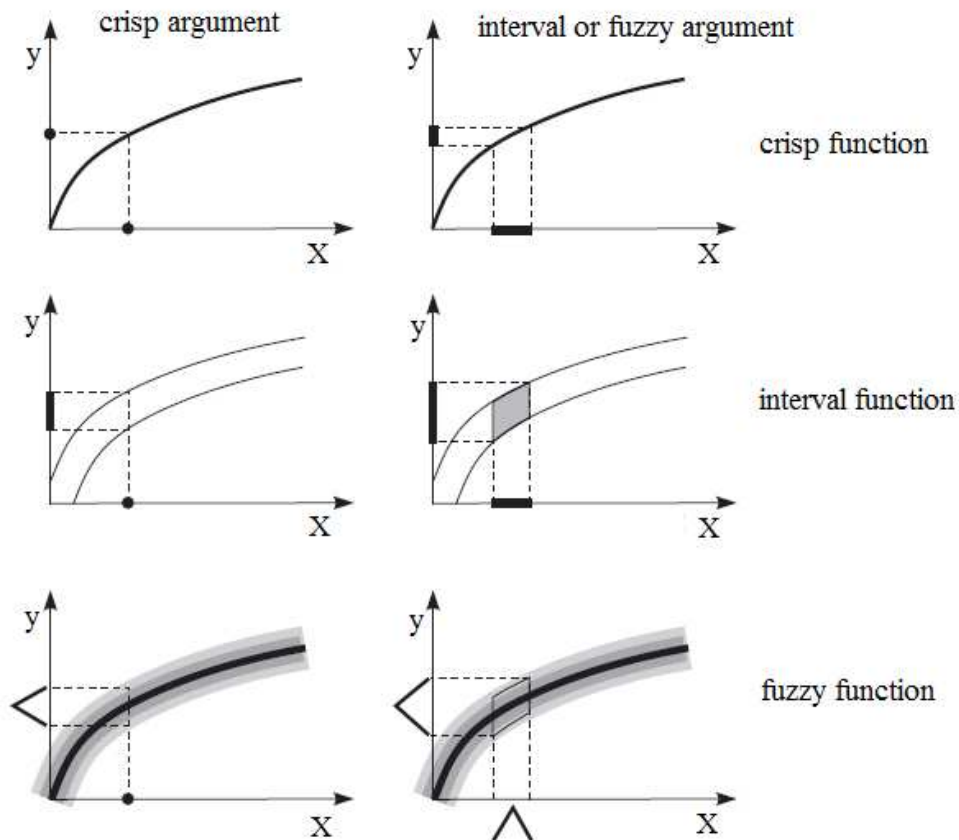 crisp argument
interval or fuzzy argument
y
y
crisp function
X
X
y
y
interval function
X
X
y
y
fuzzy function
X
X